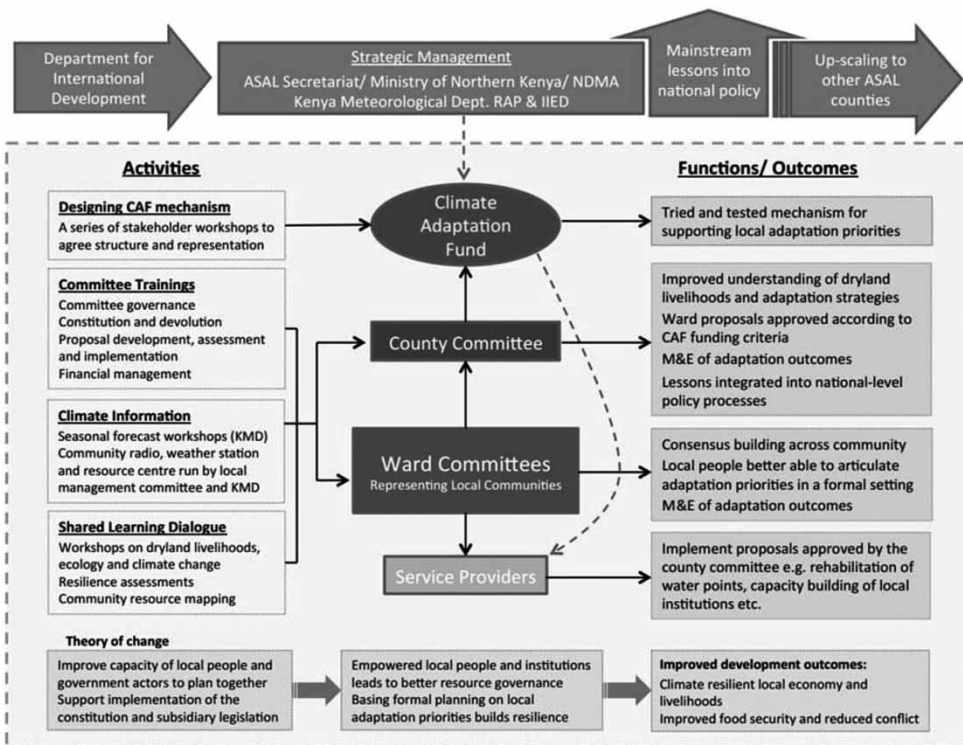 Department for
International
Development
Strategic Management
ASAL Secretariat/ Ministry of Northern Kenya/ NDMA
Kenya Meteorological Dept. RAP & IIED
Mainstream
lessons into
national policy
Up-scaling to
other ASAL
counties
Activities
Functions/ Outcomes
Designing CAF mechanism
A series of stakeholder workshops to
agree structure and representation
Climate
Adaptation
Fund
Tried and tested mechanism for
supporting local adaptation priorities
Committee Trainings
Committee governance
Constitution and devolution
Proposal development, assessment
and implementation
Financial management
County Committee
Improved understanding of dryland
livelihoods and adaptation strategies
Ward proposals approved according to
CAF funding criteria
M&E of adaptation outcomes
Lessons integrated into national-level
policy processes
Climate Information
Seasonal forecast workshops (KMD)
Community radio, weather station
and resource centre run by local
management committee and KMD
Ward Committees
Representing Local Communities
Consensus building across community
Local people better able to articulate
adaptation priorities in a formal setting
M&E of adaptation outcomes
Shared Learning Dialogue
Workshops on dryland livelihoods,
ecology and climate change
Resilience assessments
Community resource mapping
Service Providers
Implement proposals approved by the
county committee e.g. rehabilitation of
water points, capacity building of local
institutions etc.
Theory of change
Improve capacity of local people and
government actors to plan together
Support implementation of the
constitution and subsidiary legislation
Empowered local people and institutions
leads to better resource governance
Basing formal planning on local
adaptation priorities builds resilience
Improved development outcomes:
Climate resilient local economy and
livelihoods
Improved food security and reduced conflict